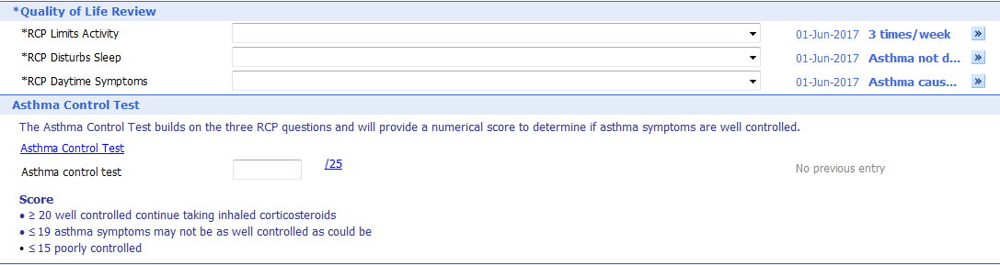 *Quality of Life Review
*RCP Limits Activity 01-Jun-2017 3 times/week »
*RCP Disturbs Sleep 01-Jun-2017 Asthma not d... »
*RCP Daytime Symptoms 01-Jun-2017 Asthma caus... »
Asthma Control Test
The Asthma Control Test builds on the three RCP questions and will provide a numerical score to determine if asthma symptoms are well controlled.
Asthma Control Test
Asthma control test /25 No previous entry
Score
• ≥ 20 well controlled continue taking inhaled corticosteroids
• ≤ 19 asthma symptoms may not be as well controlled as could be
• ≤ 15 poorly controlled